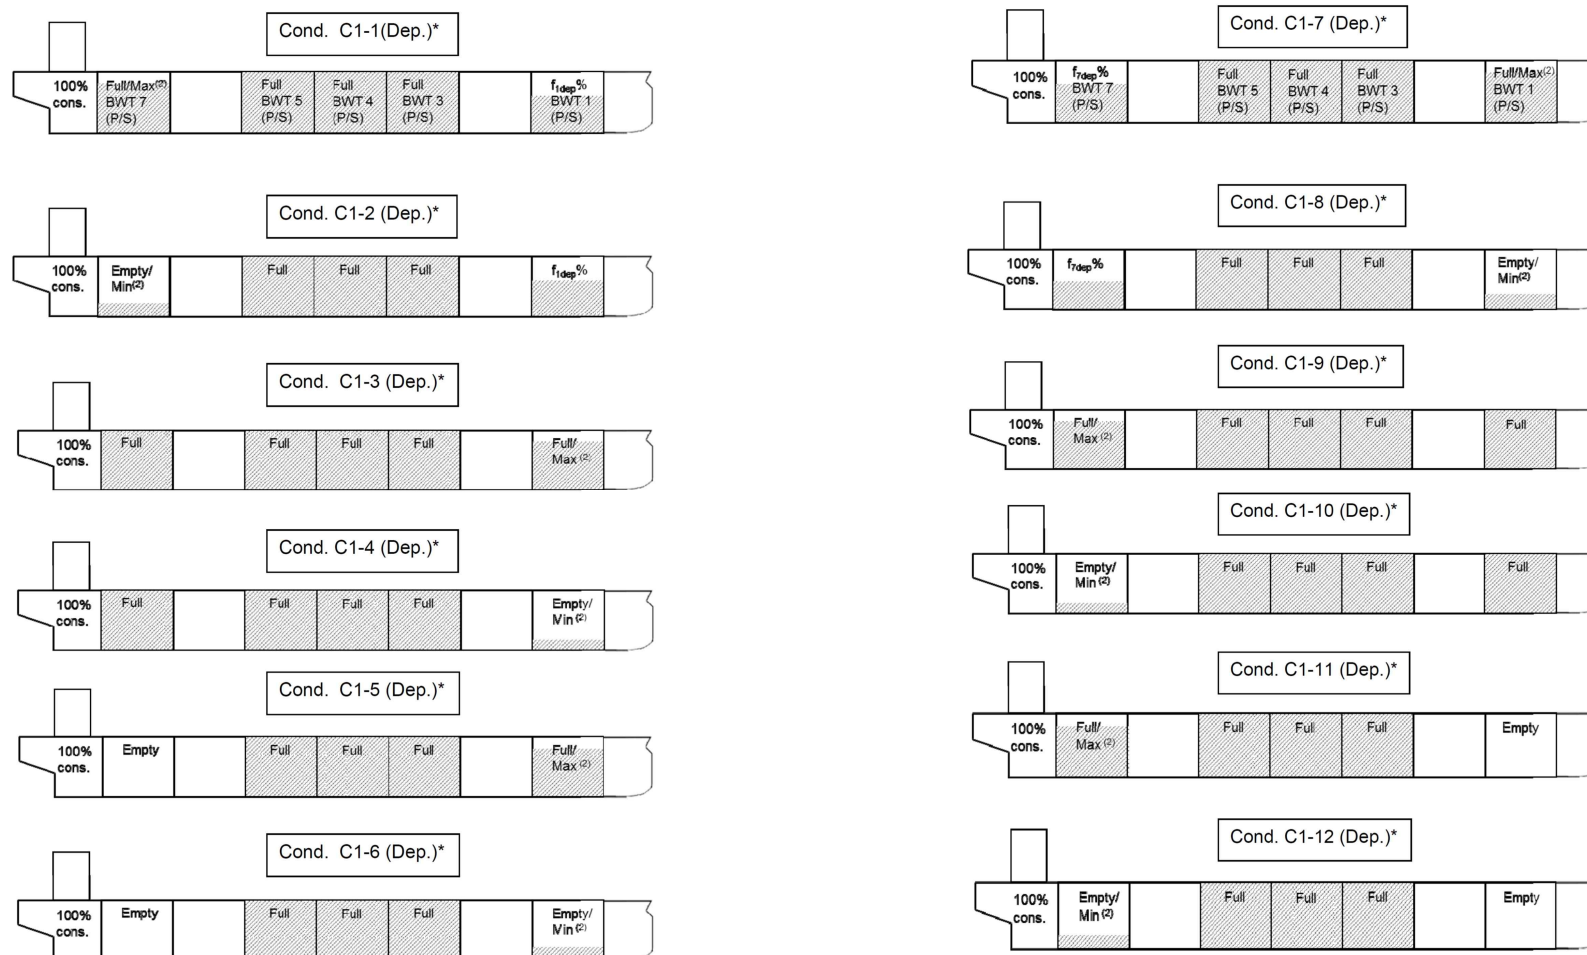 Cond. C1-1(Dep.)*
100%
cons.
Full/Max(2)
BWT 7
(P/S)
Full
BWT 5
(P/S)
Full
BWT 4
(P/S)
Full
BWT 3
(P/S)
f1dep%
BWT 1
(P/S)
Cond. C1-2 (Dep.)*
100%
cons.
Empty/
Min(2)
Full
Full
Full
f1dep%
Cond. C1-3 (Dep.)*
100%
cons.
Full
Full
Full
Full
Full/
Max (2)
Cond. C1-4 (Dep.)*
100%
cons.
Full
Full
Full
Full
Empty/
Min (2)
Cond. C1-5 (Dep.)*
100%
cons.
Empty
Full
Full
Full
Full/
Max (2)
Cond. C1-6 (Dep.)*
100%
cons.
Empty
Full
Full
Full
Empty/
Min (2)
Cond. C1-7 (Dep.)*
100%
cons.
f7dep%
BWT 7
(P/S)
Full
BWT 5
(P/S)
Full
BWT 4
(P/S)
Full
BWT 3
(P/S)
Full/Max(2)
BWT 1
(P/S)
Cond. C1-8 (Dep.)*
100%
cons.
f7dep%
Full
Full
Full
Empty/
Min(2)
Cond. C1-9 (Dep.)*
100%
cons.
Full/
Max (2)
Full
Full
Full
Full
Cond. C1-10 (Dep.)*
100%
cons.
Empty/
Min (2)
Full
Full
Full
Full
Cond. C1-11 (Dep.)*
100%
cons.
Full/
Max (2)
Full
Full
Full
Empty
Cond. C1-12 (Dep.)*
100%
cons.
Empty/
Min (2)
Full
Full
Full
Empty